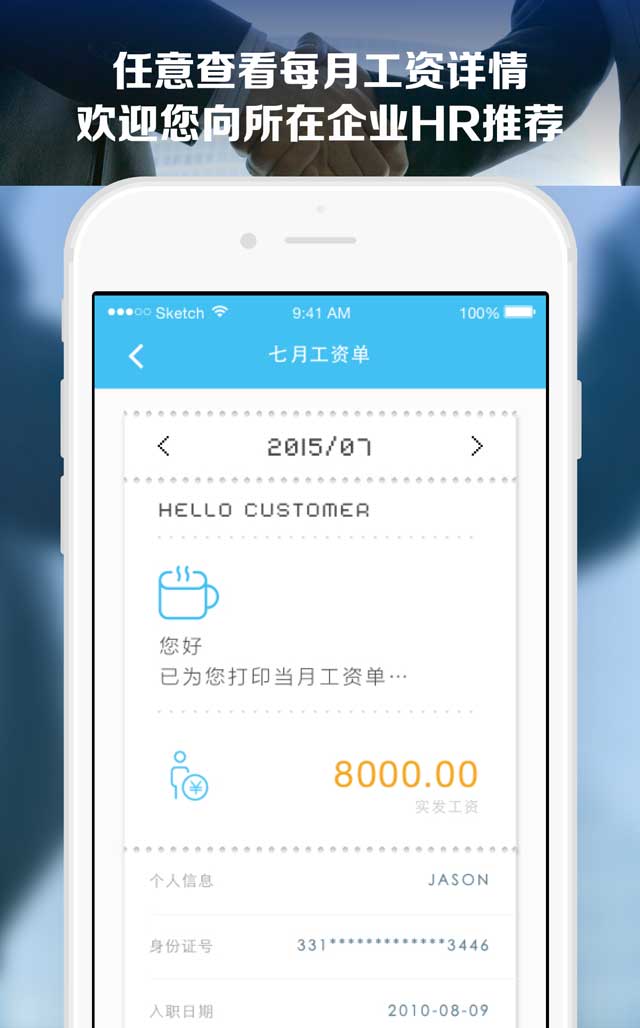 任意查看每月工资详情
欢迎您向所在企业HR推荐
Sketch 9:41 AM 100%
七月工资单
2015/07
HELLO CUSTOMER
您好
已为您打印当月工资单…
¥
8000.00
实发工资
个人信息 JASON
身份证号 331*************3446
入职日期 2010-08-09